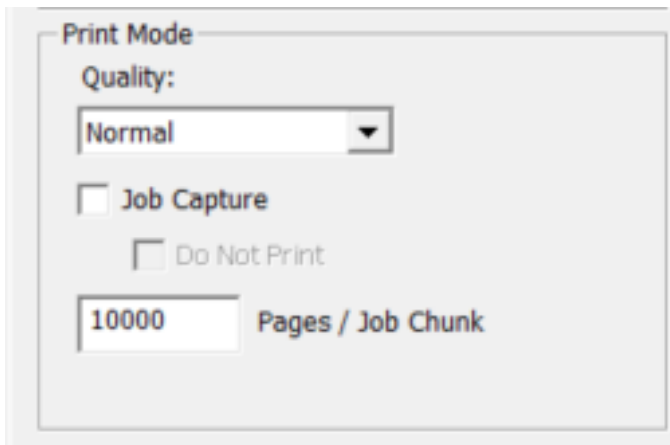 Print Mode
Quality:
Normal
Job Capture
Do Not Print
10000 Pages / Job Chunk